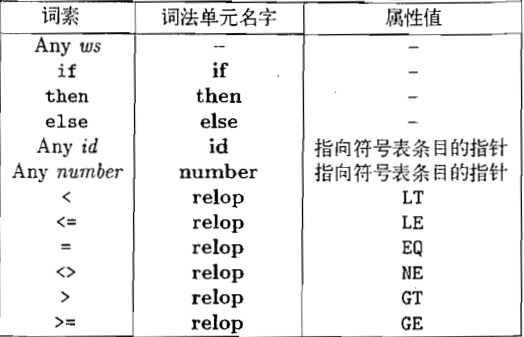 词素 词法单元名字 属性值
Any ws -- -
if if -
then then -
else else -
Any id id 指向符号表条目的指针
Any number number 指向符号表条目的指针
< relop LT
<= relop LE
= relop EQ
<> relop NE
> relop GT
>= relop GE